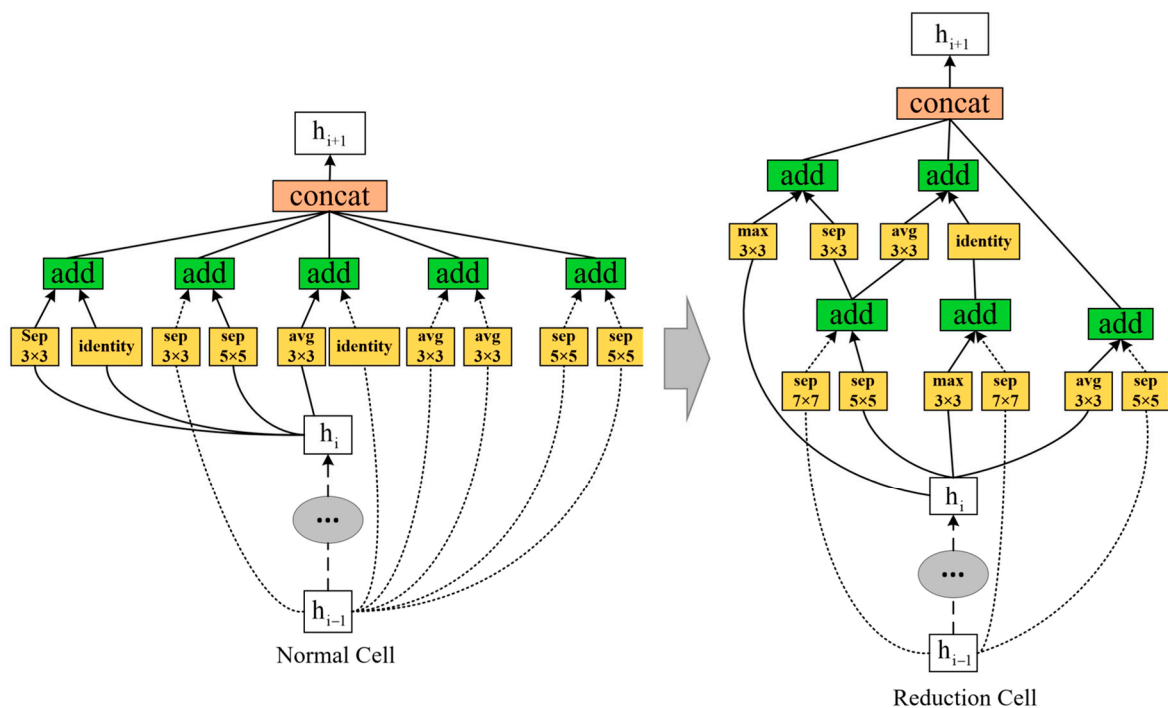 h_{i+1}
concat
add add add add add
Sep 3×3
identity
sep 3×3
sep 5×5
avg 3×3
identity
avg 3×3
avg 3×3
sep 5×5
sep 5×5
h_i
...
h_{i−1}
Normal Cell
h_{i+1}
concat
add add
max 3×3
sep 3×3
avg 3×3
identity
add add add
sep 7×7
sep 5×5
max 3×3
sep 7×7
avg 3×3
sep 5×5
h_i
...
h_{i−1}
Reduction Cell